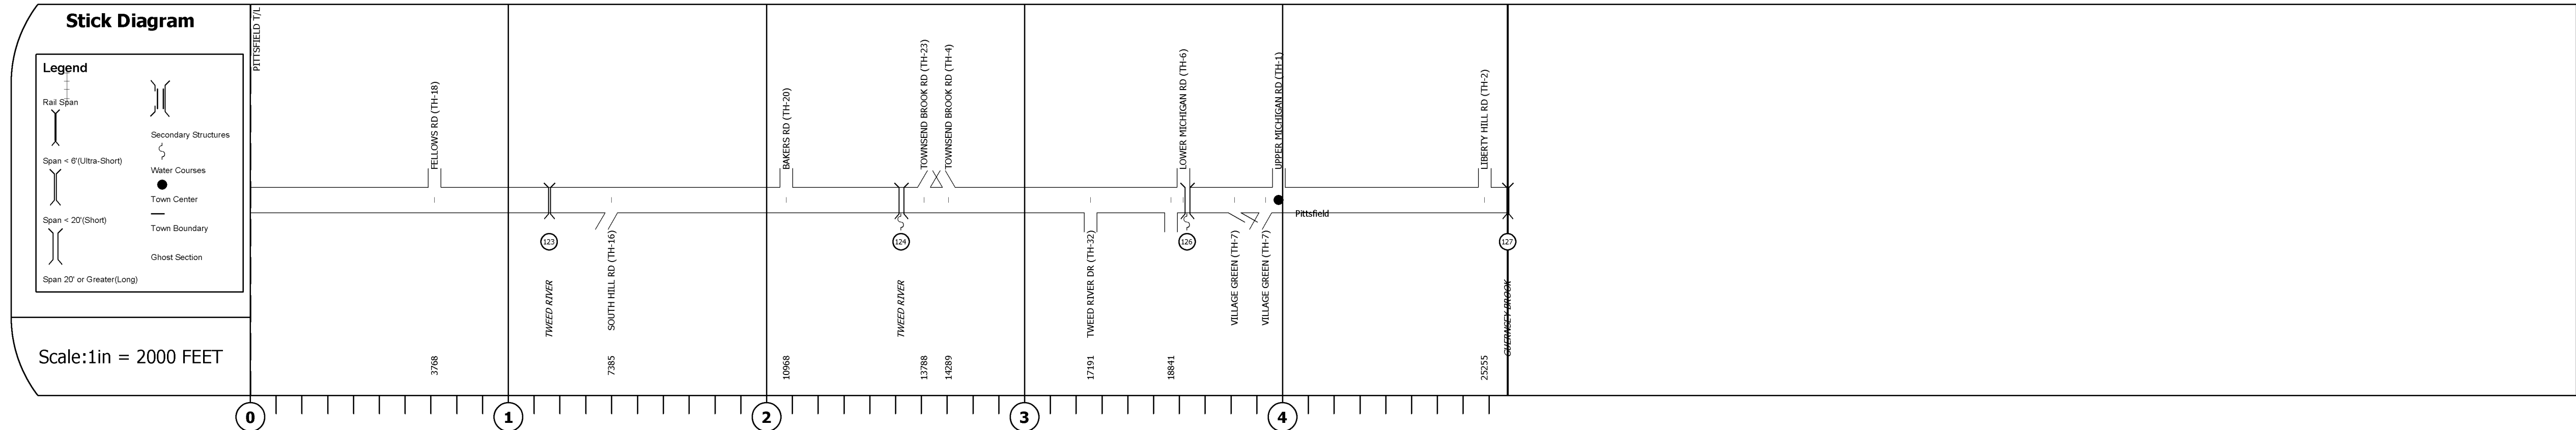 Stick Diagram
Legend
Rail Span
Span < 6'(Ultra-Short)
Span < 20'(Short)
Span 20' or Greater(Long)
Secondary Structures
Water Courses
Town Center
Town Boundary
Ghost Section
Scale:1in = 2000 FEET
PITTSFIELD T/L
FELLOWS RD (TH-18)
BAKERS RD (TH-20)
TOWNSEND BROOK RD (TH-23)
TOWNSEND BROOK RD (TH-4)
LOWER MICHIGAN RD (TH-6)
UPPER MICHIGAN RD (TH-1)
LIBERTY HILL RD (TH-2)
Pittsfield
123
124
126
127
TWEED RIVER
SOUTH HILL RD (TH-16)
TWEED RIVER
TWEED RIVER DR (TH-32)
VILLAGE GREEN (TH-7)
VILLAGE GREEN (TH-7)
GUERNSEY BROOK
3768
7385
10968
13788
14289
17191
18841
25255
0
1
2
3
4